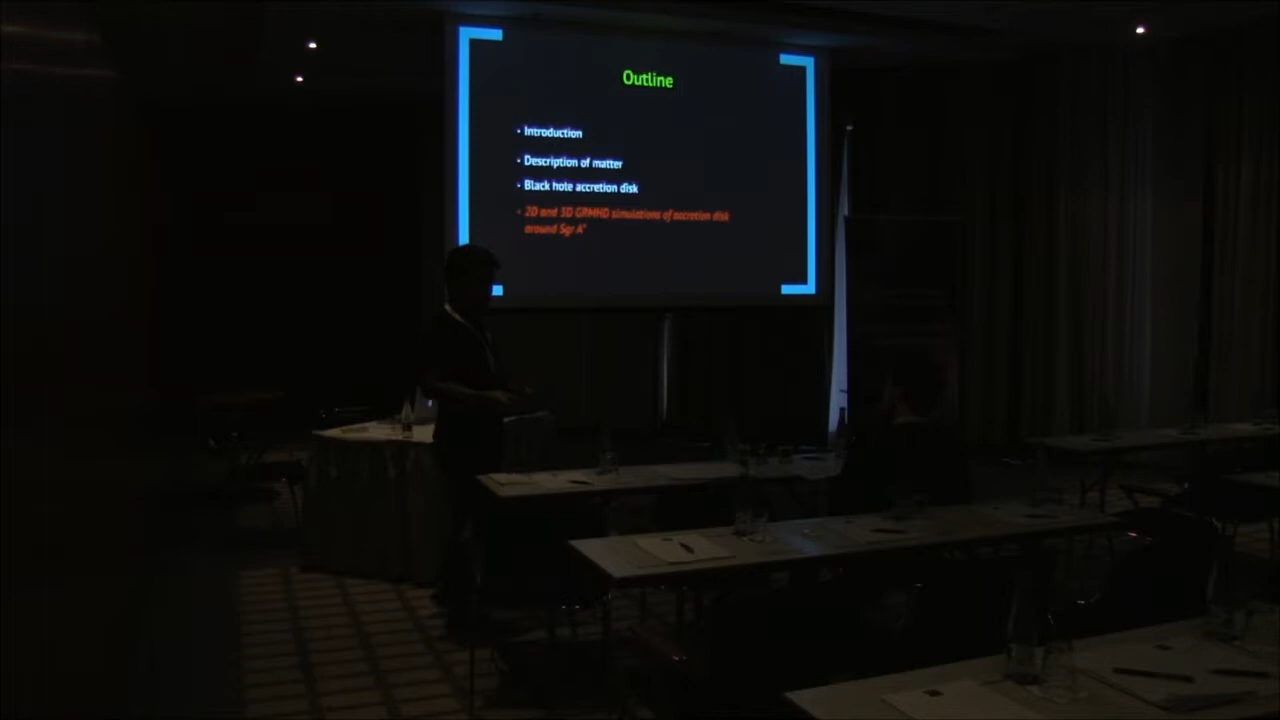 Outline
• Introduction
• Description of matter
• Black hole accretion disk
• 2D and 3D GRMHD simulations of accretion disk
around Sgr A*